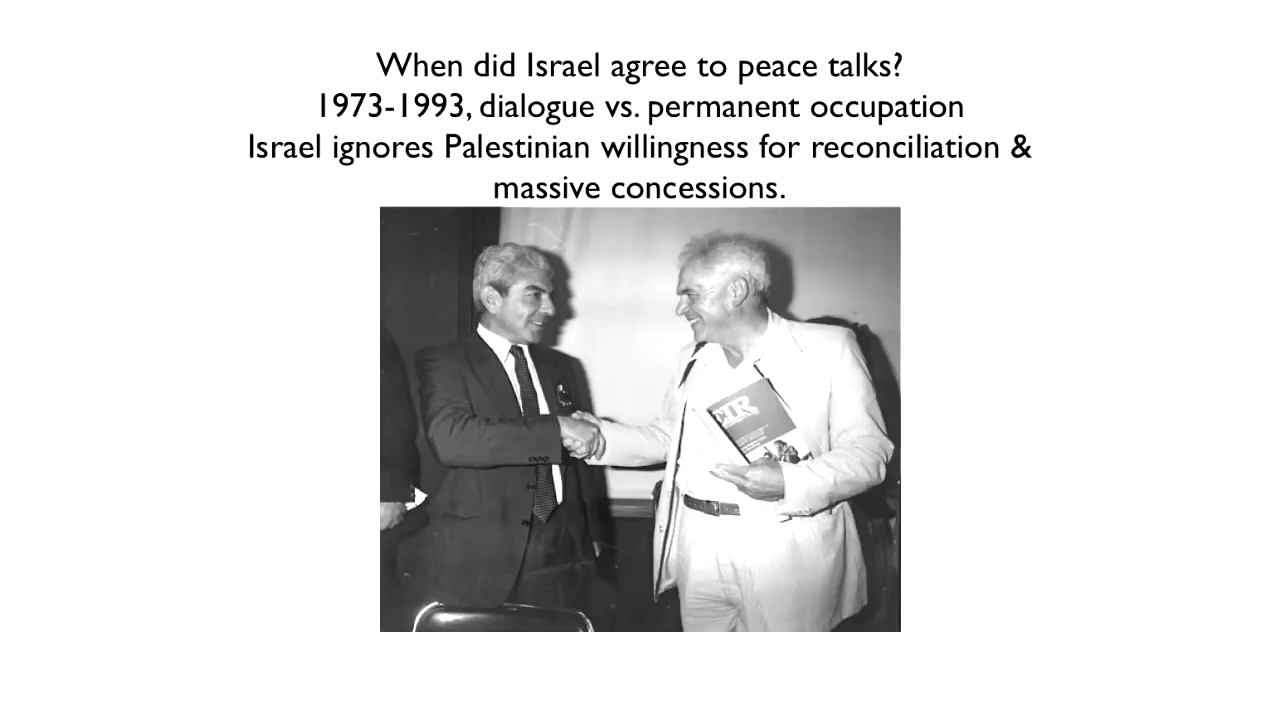 When did Israel agree to peace talks?
1973-1993, dialogue vs. permanent occupation
Israel ignores Palestinian willingness for reconciliation &
massive concessions.
EIR